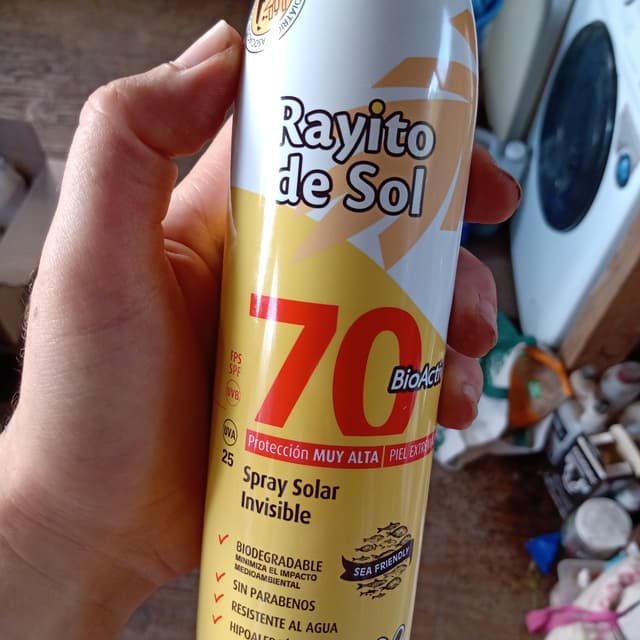 Rayito
de Sol
70
BioActi
FPS
SPF
UVB
UVA
25
Protección MUY ALTA | PIEL EXTR
Spray Solar
Invisible
BIODEGRADABLE
MINIMIZA EL IMPACTO
MEDIOAMBIENTAL
SEA FRIENDLY
SIN PARABENOS
RESISTENTE AL AGUA